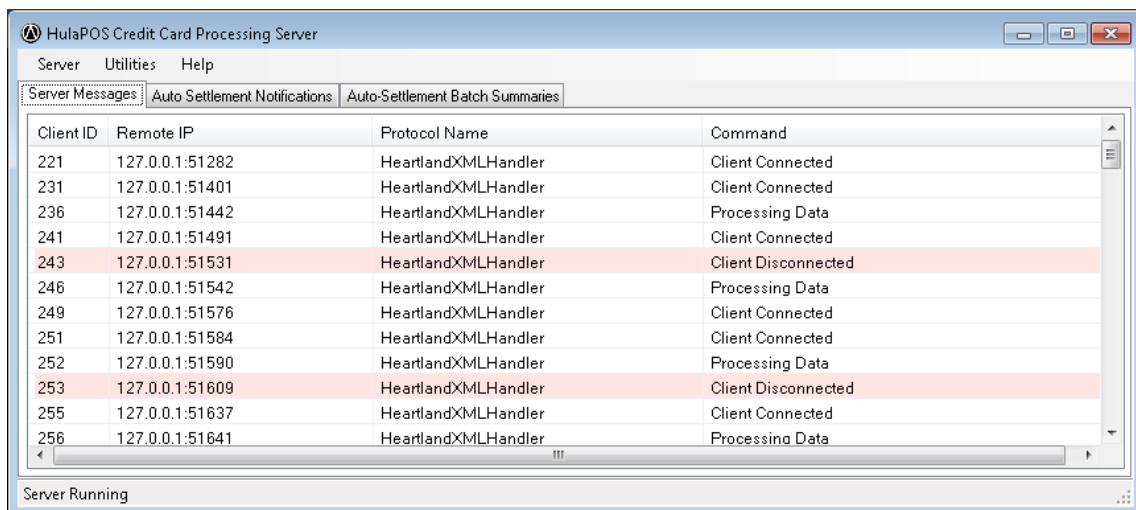 HulaPOS Credit Card Processing Server
Server Utilities Help
Server Messages Auto Settlement Notifications Auto-Settlement Batch Summaries
Client ID Remote IP Protocol Name Command
221 127.0.0.1:51282 HeartlandXMLHandler Client Connected
231 127.0.0.1:51401 HeartlandXMLHandler Client Connected
236 127.0.0.1:51442 HeartlandXMLHandler Processing Data
241 127.0.0.1:51491 HeartlandXMLHandler Client Connected
243 127.0.0.1:51531 HeartlandXMLHandler Client Disconnected
246 127.0.0.1:51542 HeartlandXMLHandler Processing Data
249 127.0.0.1:51576 HeartlandXMLHandler Client Connected
251 127.0.0.1:51584 HeartlandXMLHandler Client Connected
252 127.0.0.1:51590 HeartlandXMLHandler Processing Data
253 127.0.0.1:51609 HeartlandXMLHandler Client Disconnected
255 127.0.0.1:51637 HeartlandXMLHandler Client Connected
256 127.0.0.1:51641 HeartlandXMLHandler Processing Data
Server Running